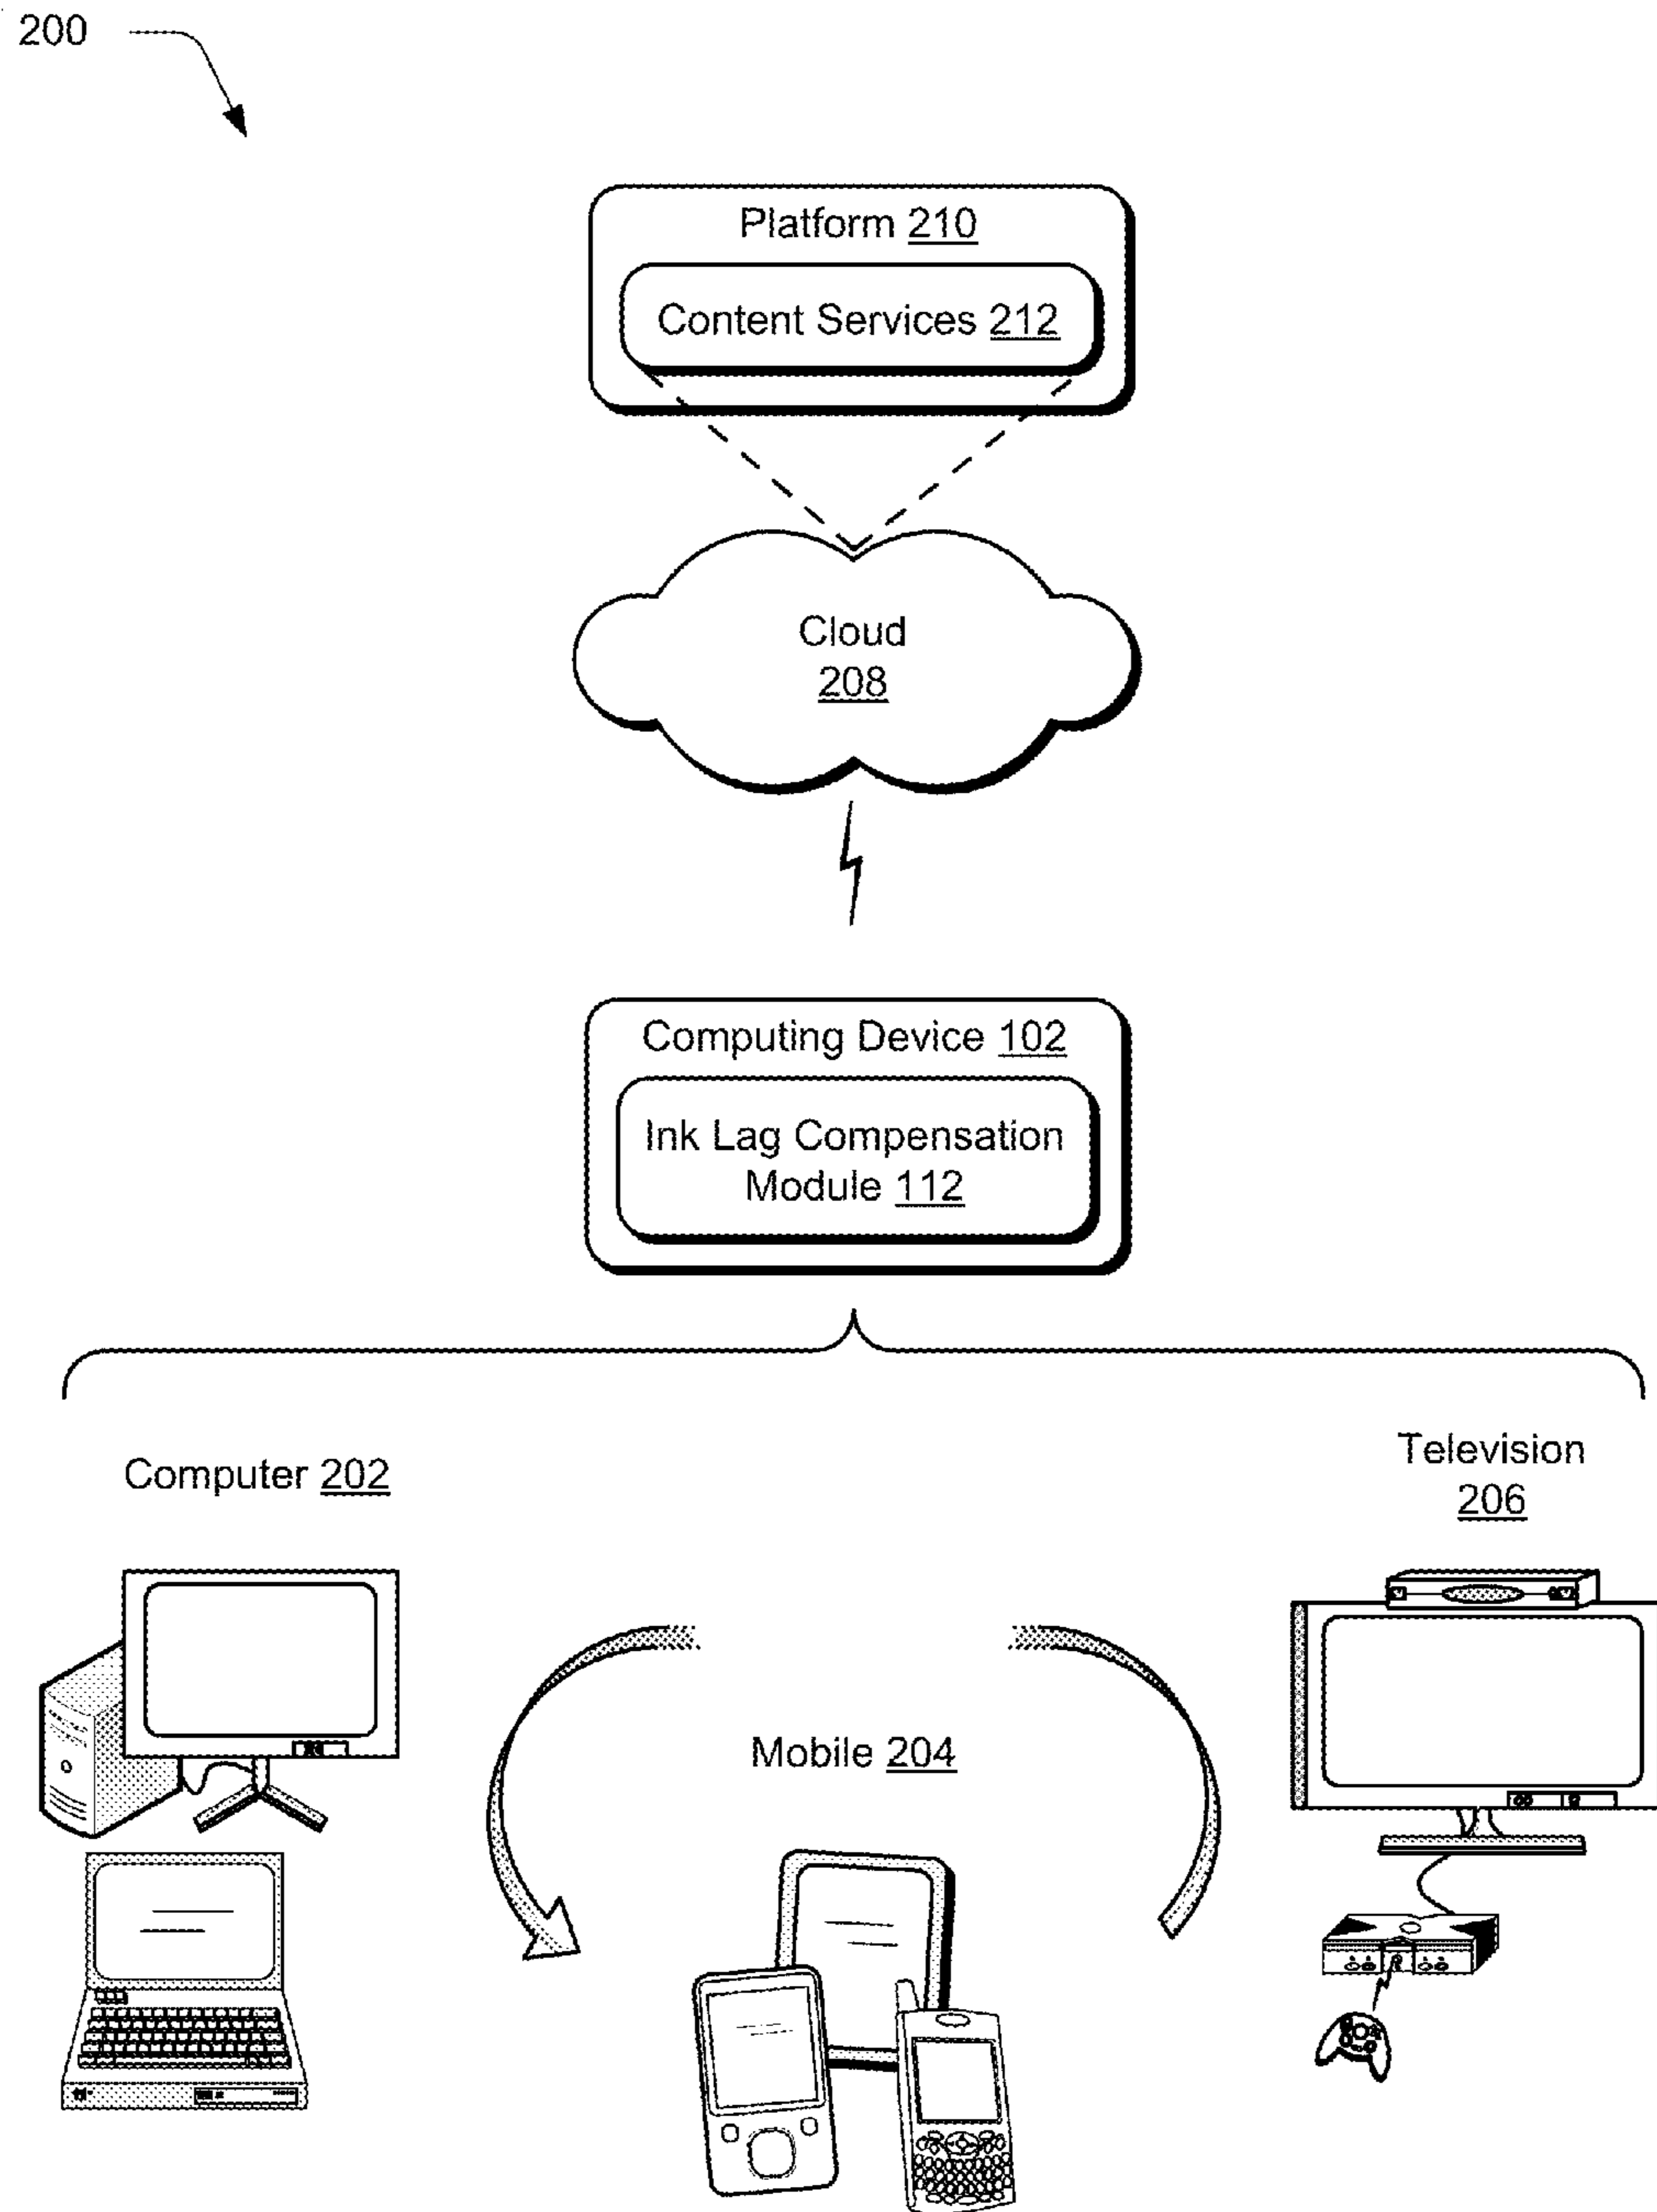 200
Platform 210
Content Services 212
Cloud
208
Computing Device 102
Ink Lag Compensation
Module 112
Computer 202
Television
206
Mobile 204